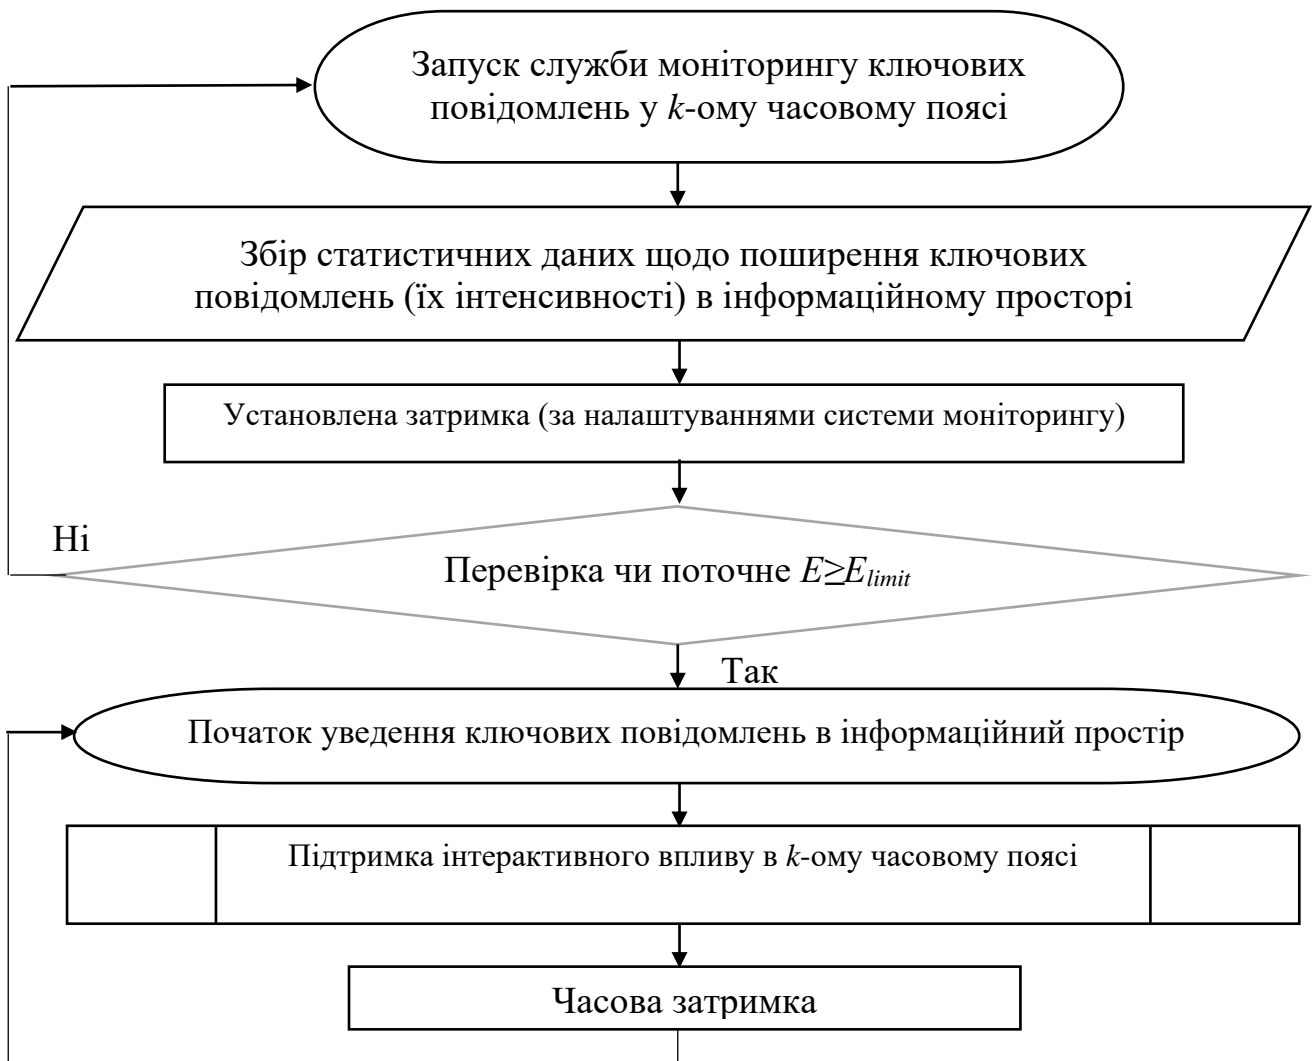 Запуск служби моніторингу ключових
повідомлень у k-ому часовому поясі
Збір статистичних даних щодо поширення ключових
повідомлень (їх інтенсивності) в інформаційному просторі
Установлена затримка (за налаштуваннями системи моніторингу)
Ні
Перевірка чи поточне E≥Elimit
Так
Початок уведення ключових повідомлень в інформаційний простір
Підтримка інтерактивного впливу в k-ому часовому поясі
Часова затримка